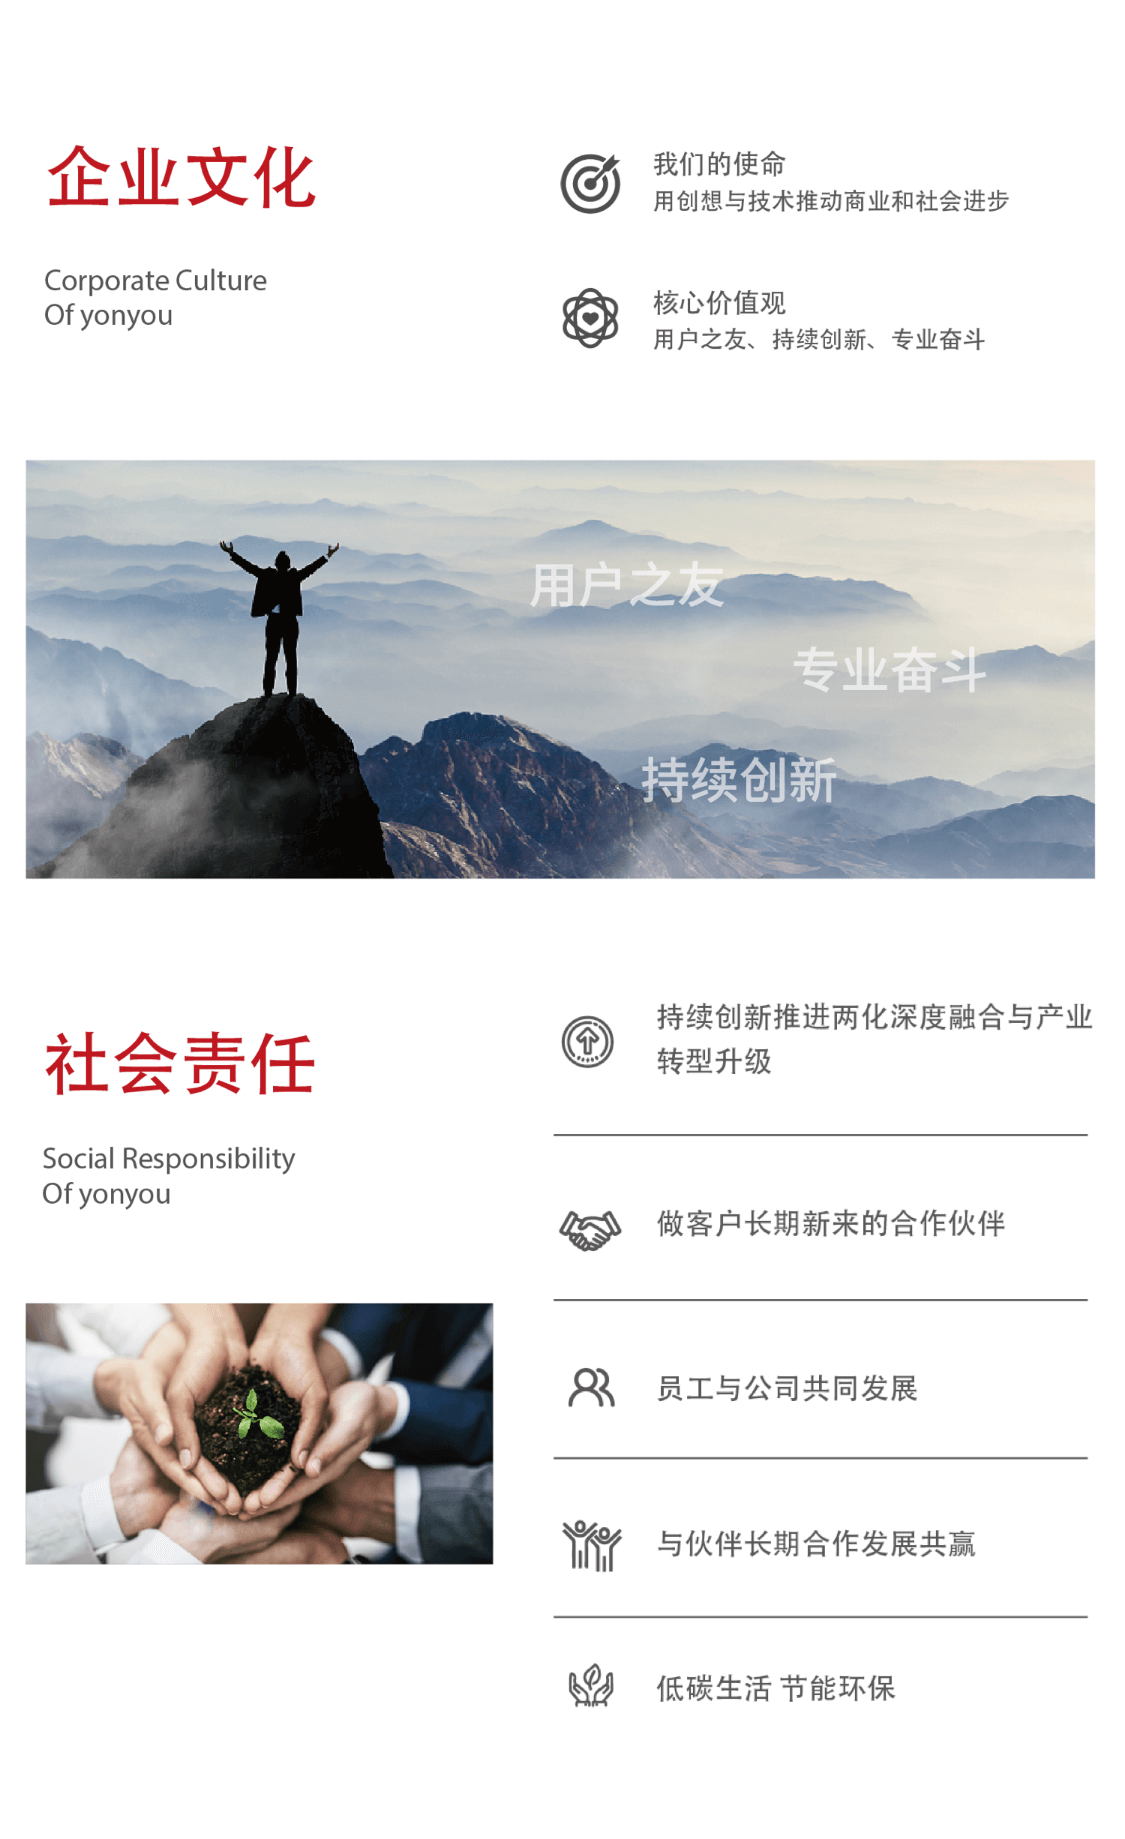 企业文化
Corporate Culture
Of yonyou
我们的使命
用创想与技术推动商业和社会进步
核心价值观
用户之友、持续创新、专业奋斗
用户之友
专业奋斗
持续创新
社会责任
Social Responsibility
Of yonyou
持续创新推进两化深度融合与产业
转型升级
做客户长期新来的合作伙伴
员工与公司共同发展
与伙伴长期合作发展共赢
低碳生活 节能环保